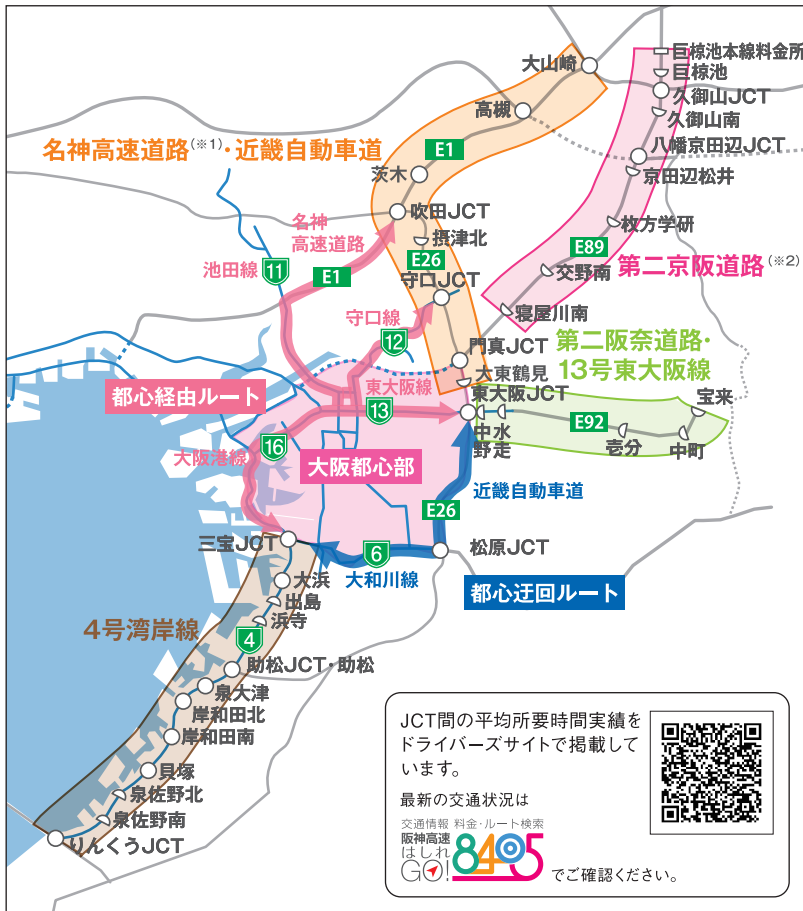 大山崎
巨椋池本線料金所
巨椋池
久御山JCT
久御山南
八幡京田辺JCT
京田辺松井
枚方学研
E89
交野南
第二京阪道路(※2)
寝屋川南
高槻
名神高速道路(※1)・近畿自動車道
E1
茨木
吹田JCT
摂津北
E26
守口JCT
名神
高速道路
E1
池田線
11
守口線
12
門真JCT
大東鶴見
第二阪奈道路・
13号東大阪線
都心経由ルート
東大阪線
13
東大阪JCT
宝来
E92
中野
水走
壱分
中町
大阪港線
16
大阪都心部
近畿自動車道
E26
三宝JCT
6
大和川線
松原JCT
都心迂回ルート
大浜
出島
浜寺
4号湾岸線
4
助松JCT・助松
泉大津
岸和田北
岸和田南
貝塚
泉佐野北
泉佐野南
りんくうJCT
JCT間の平均所要時間実績を
ドライバーズサイトで掲載して
います。
最新の交通状況は
交通情報 料金・ルート検索
阪神高速
はしれ
GO!
8405
でご確認ください。